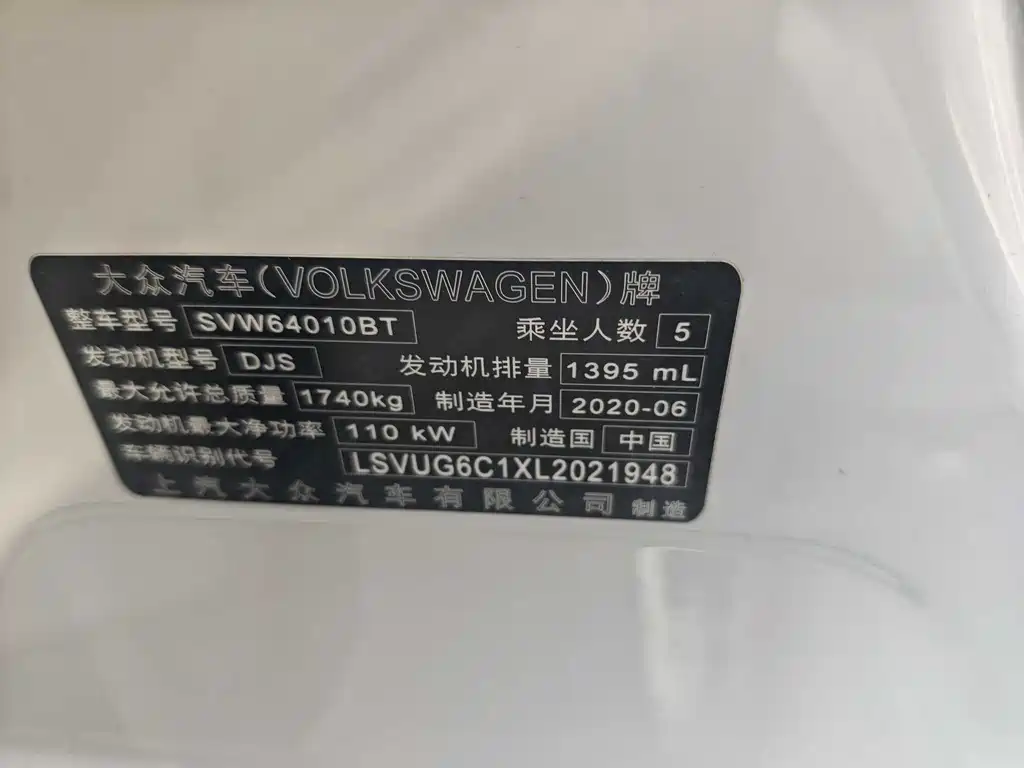 大众汽车(VOLKSWAGEN)牌
整车型号 SVW64010BT 乘坐人数 5
发动机型号 DJS 发动机排量 1395 mL
最大允许总质量 1740kg 制造年月 2020-06
发动机最大净功率 110 kW 制造国 中国
车辆识别代号 LSVUG6C1XL2021948
上汽大众汽车有限公司 制造